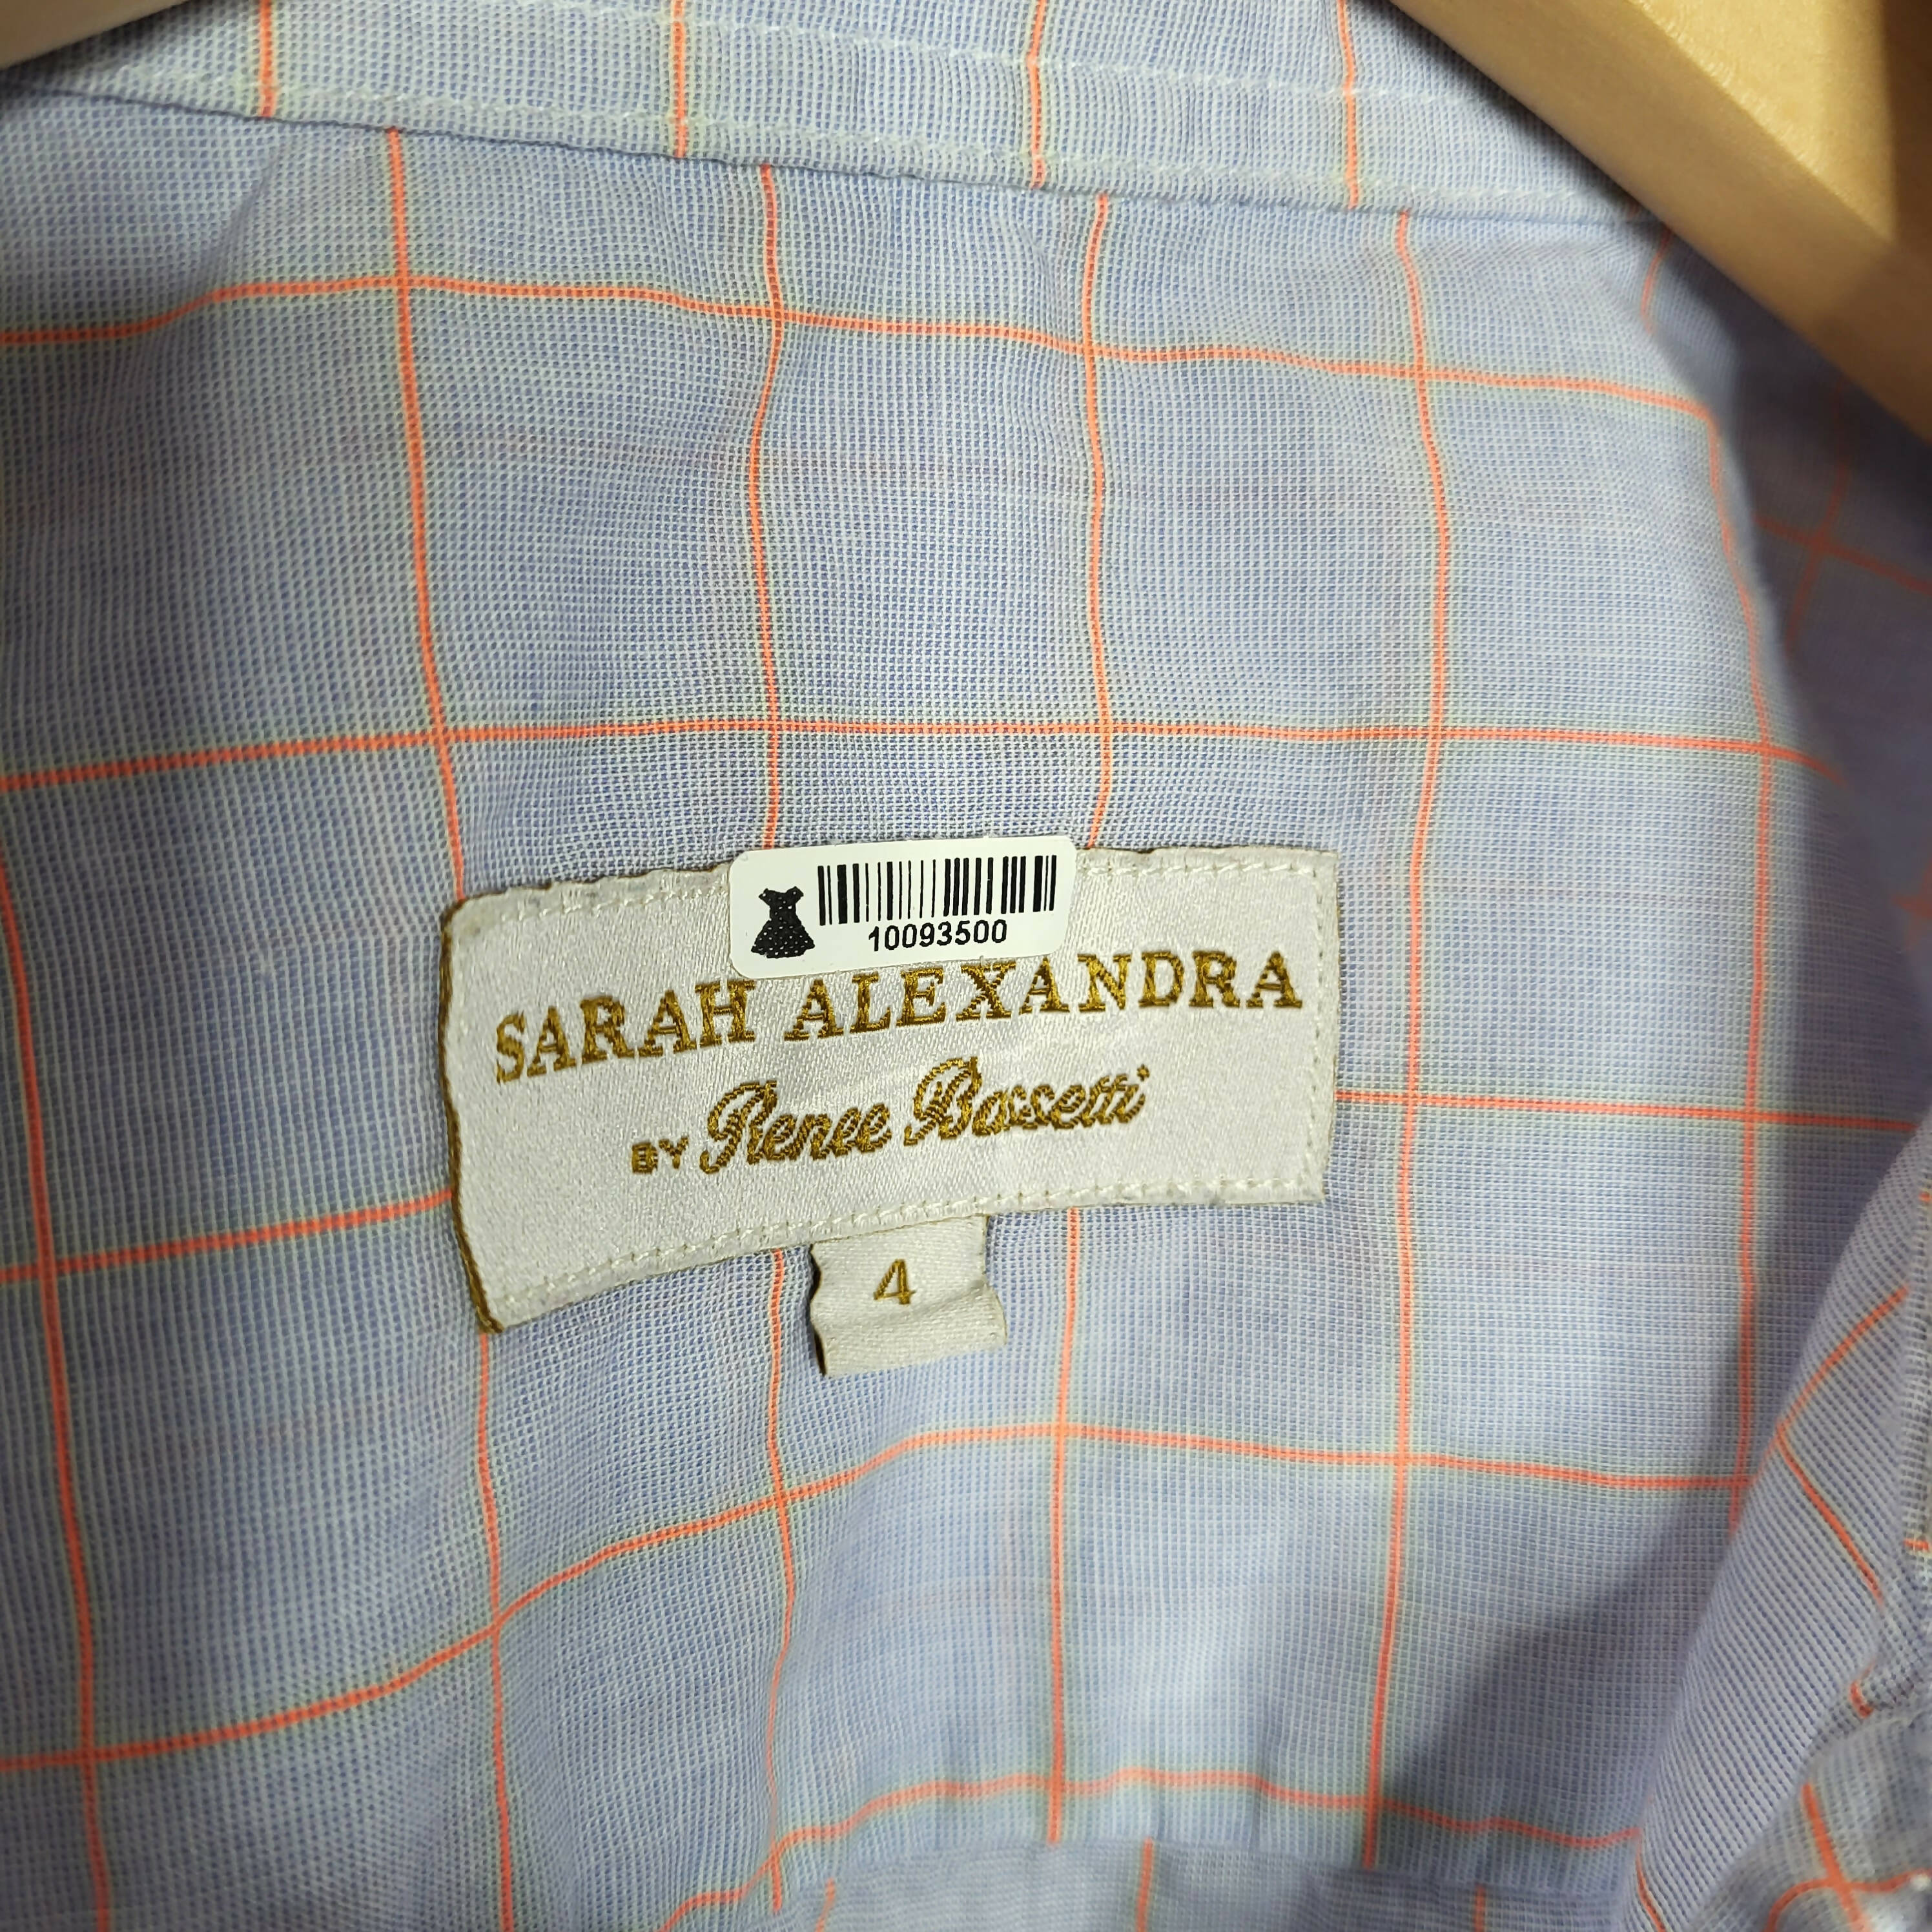 10093500
SARAH ALEXANDRA
BY Renee Bassetti
4